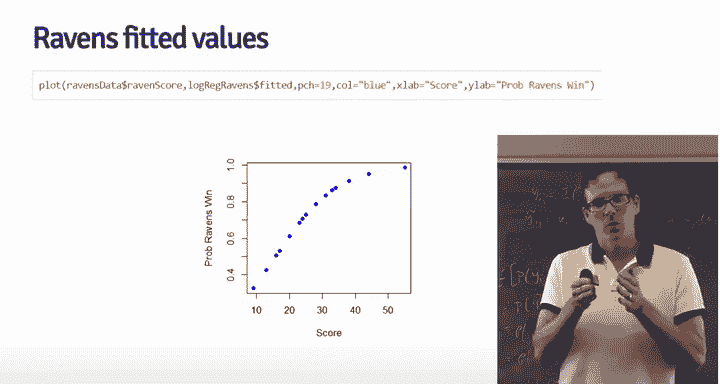 Ravens fitted values
plot(ravensData$ravenScore,logRegRavens$fitted,pch=19,col="blue",xlab="Score",ylab="Prob Ravens Win")
Prob Ravens Win
1.0
0.8
0.6
0.4
10 20 30 40 50
Score